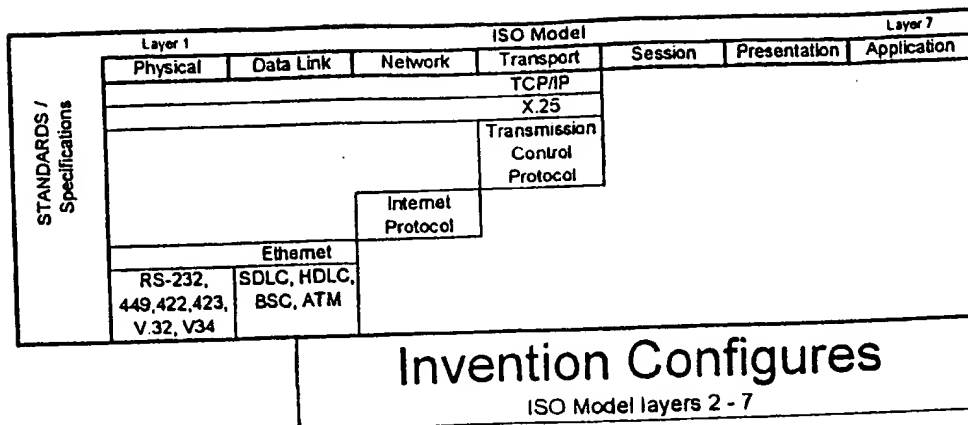 ISO Model
Layer 1
Layer 7
Physical
Data Link
Network
Transport
Session
Presentation
Application
STANDARDS /
Specifications
TCP/IP
X.25
Transmission
Control
Protocol
Internet
Protocol
Ethernet
RS-232,
449,422,423,
V.32, V34
SDLC, HDLC,
BSC, ATM
Invention Configures
ISO Model layers 2 - 7